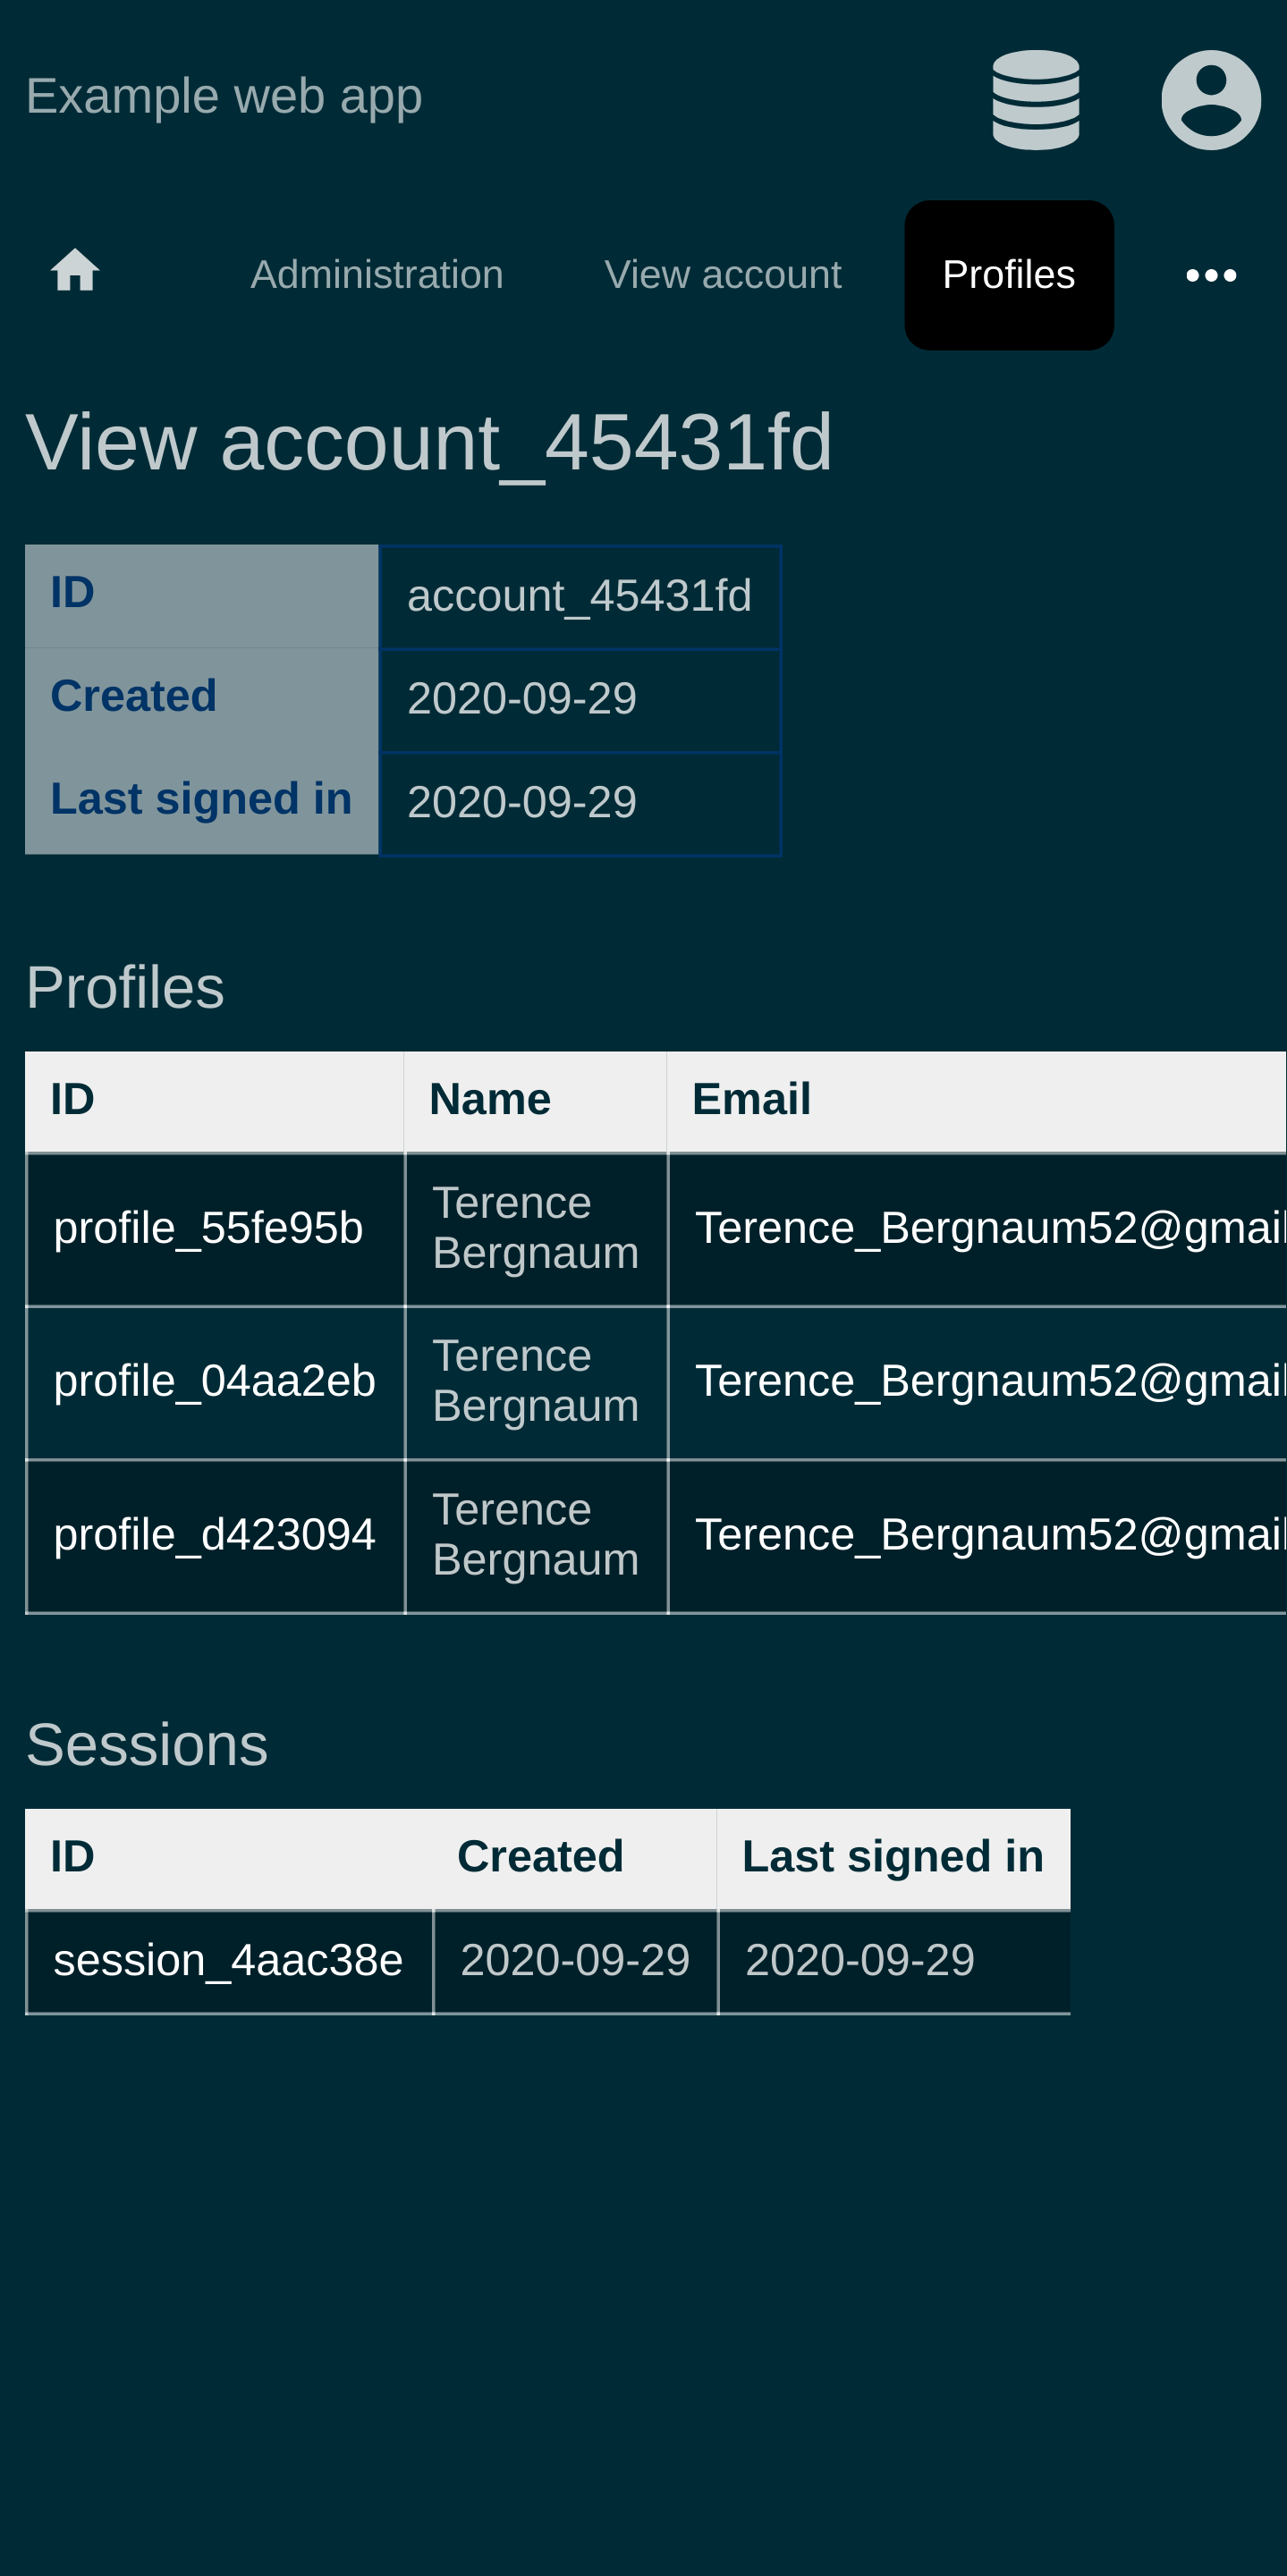 Example web app
Administration View account Profiles
View account_45431fd
ID account_45431fd
Created 2020-09-29
Last signed in 2020-09-29
Profiles
ID Name Email
profile_55fe95b Terence Bergnaum Terence_Bergnaum52@gmail
profile_04aa2eb Terence Bergnaum Terence_Bergnaum52@gmail
profile_d423094 Terence Bergnaum Terence_Bergnaum52@gmail
Sessions
ID Created Last signed in
session_4aac38e 2020-09-29 2020-09-29